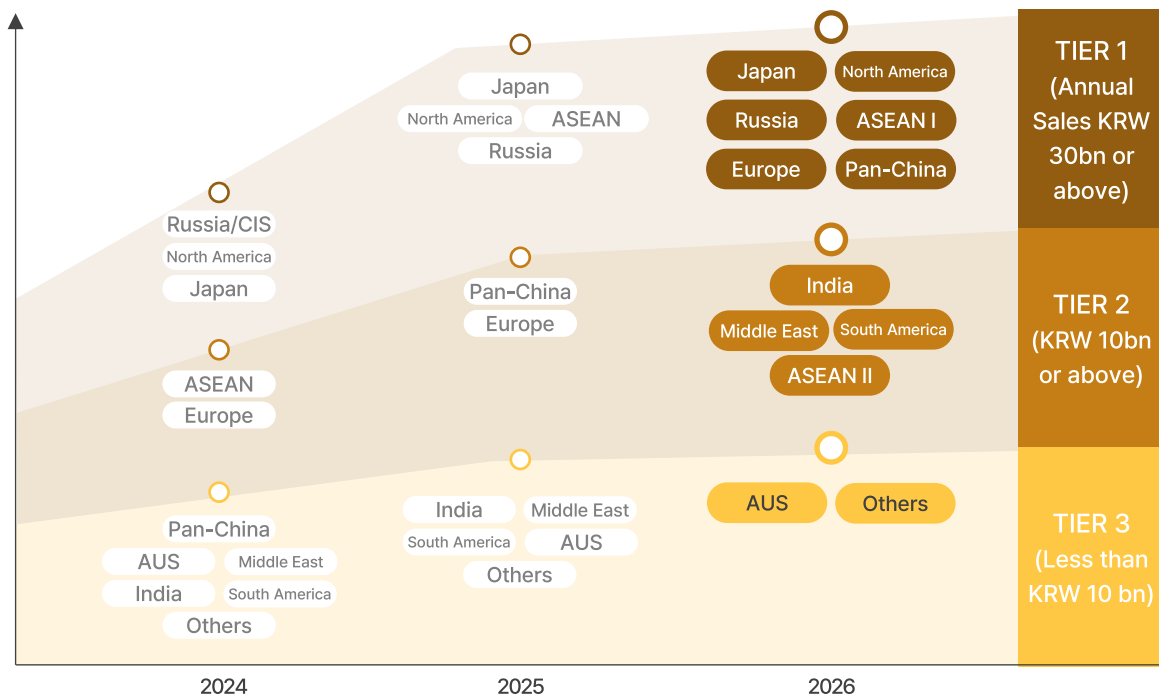 Japan
North America
Russia
ASEAN I
Europe
Pan-China
Japan
North America
ASEAN
Russia
Russia/CIS
North America
Japan
TIER 1
(Annual
Sales KRW
30bn or
above)
India
Middle East
South America
ASEAN II
Pan-China
Europe
ASEAN
Europe
TIER 2
(KRW 10bn
or above)
AUS
Others
India
Middle East
South America
AUS
Others
Pan-China
AUS
Middle East
India
South America
Others
TIER 3
(Less than
KRW 10 bn)
2024
2025
2026